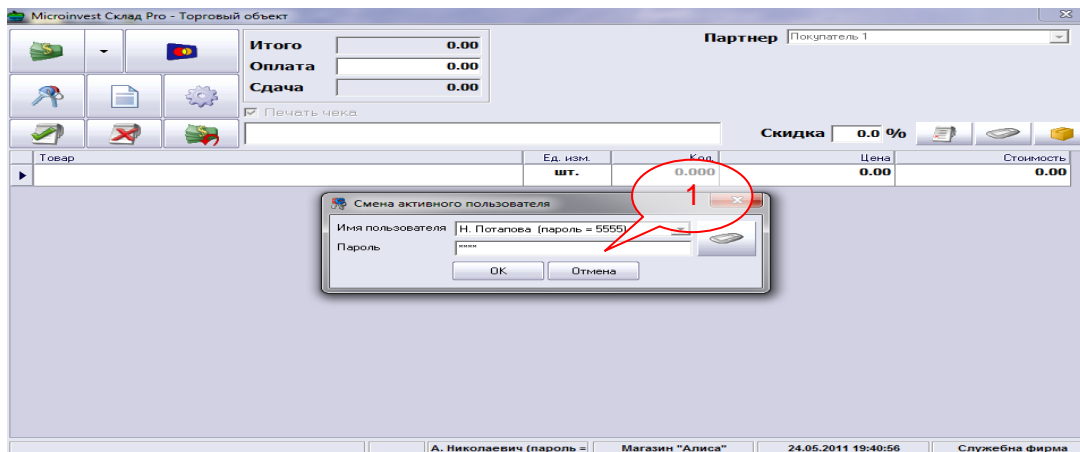 Microinvest Склад Pro - Торговый объект
Итого 0.00
Партнер Покупатель 1
Оплата 0.00
Сдача 0.00
Печать чека
Скидка 0.0 %
Товар Ед. изм. Кол. Цена Стоимость
шт. 0.000 0.00 0.00
1
Смена активного пользователя
Имя пользователя Н. Потапова (пароль = 5555)
Пароль ****
ОК Отмена
А. Николаевич (пароль = Магазин "Алиса" 24.05.2011 19:40:56 Служебна фирма